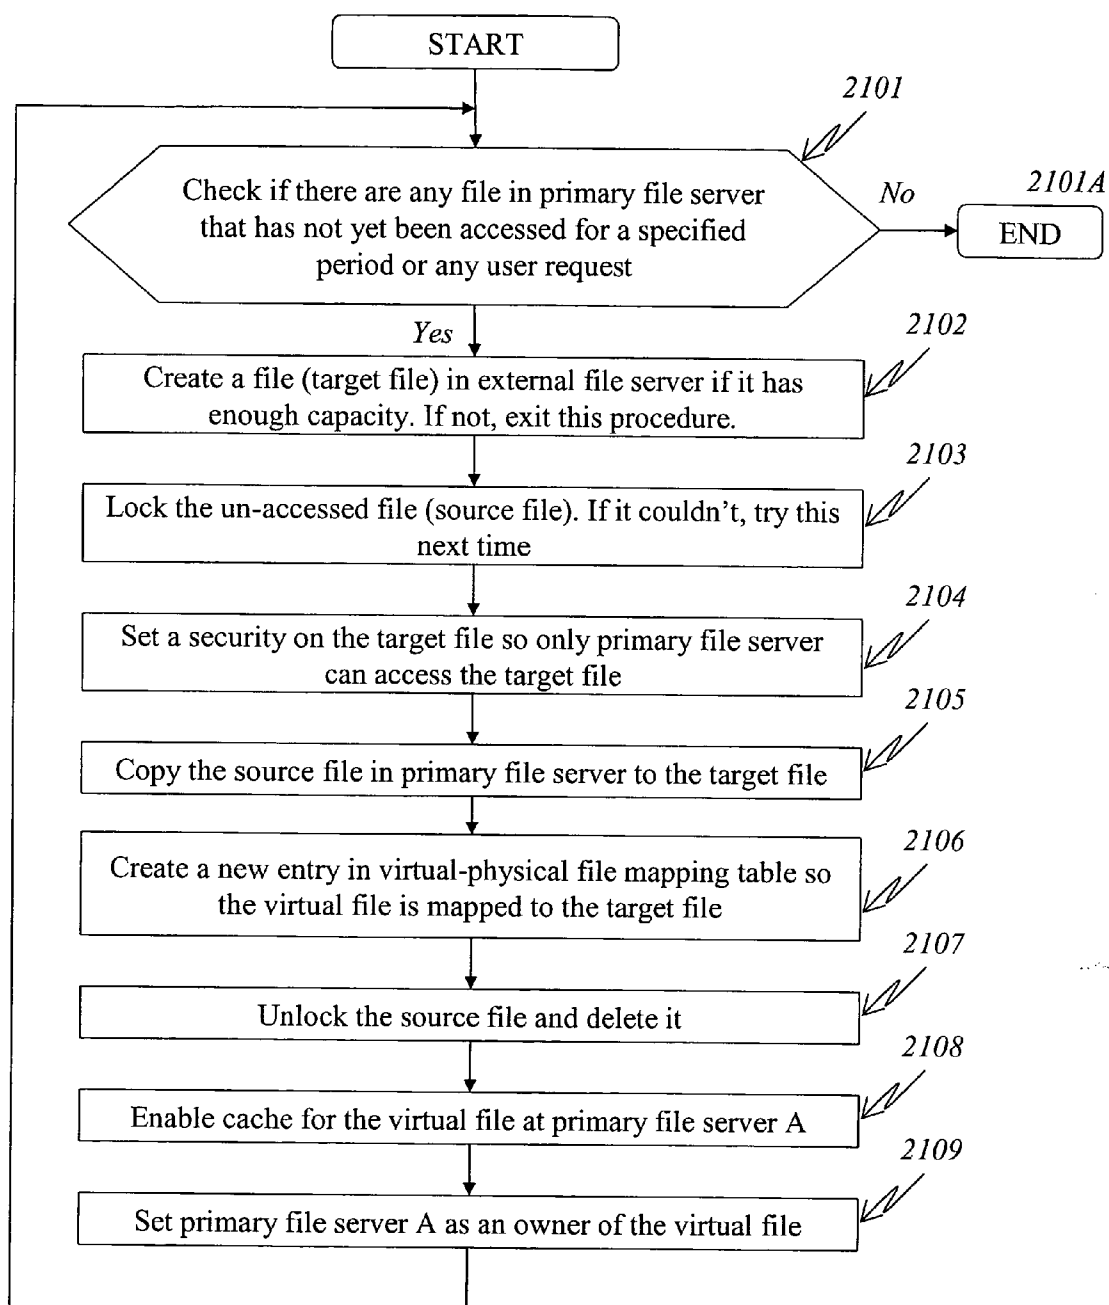 START
2101
Check if there are any file in primary file server
that has not yet been accessed for a specified
period or any user request
No
2101A
END
Yes
2102
Create a file (target file) in external file server if it has
enough capacity. If not, exit this procedure.
2103
Lock the un-accessed file (source file). If it couldn't, try this
next time
2104
Set a security on the target file so only primary file server
can access the target file
2105
Copy the source file in primary file server to the target file
2106
Create a new entry in virtual-physical file mapping table so
the virtual file is mapped to the target file
2107
Unlock the source file and delete it
2108
Enable cache for the virtual file at primary file server A
2109
Set primary file server A as an owner of the virtual file